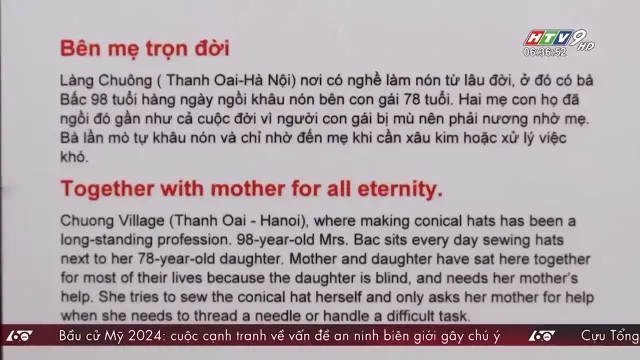 HTV9 HD
06:36:52
Bên mẹ trọn đời
Làng Chuông ( Thanh Oai-Hà Nội) nơi có nghề làm nón từ lâu đời, ở đó có bà
Bấc 98 tuổi hàng ngày ngồi khâu nón bên con gái 78 tuổi. Hai mẹ con họ đã
ngồi đó gần như cả cuộc đời vì người con gái bị mù nên phải nương nhờ mẹ.
Bà lần mò tự khâu nón và chỉ nhờ đến mẹ khi cần xâu kim hoặc xử lý việc
khó.
Together with mother for all eternity.
Chuong Village (Thanh Oai - Hanoi), where making conical hats has been a
long-standing profession. 98-year-old Mrs. Bac sits every day sewing hats
next to her 78-year-old daughter. Mother and daughter have sat here together
for most of their lives because the daughter is blind, and needs her mother's
help. She tries to sew the conical hat herself and only asks her mother for help
when she needs to thread a needle or handle a difficult task.
60 Bầu cử Mỹ 2024: cuộc cạnh tranh về vấn đề an ninh biên giới gây chú ý 60 Cựu Tổng